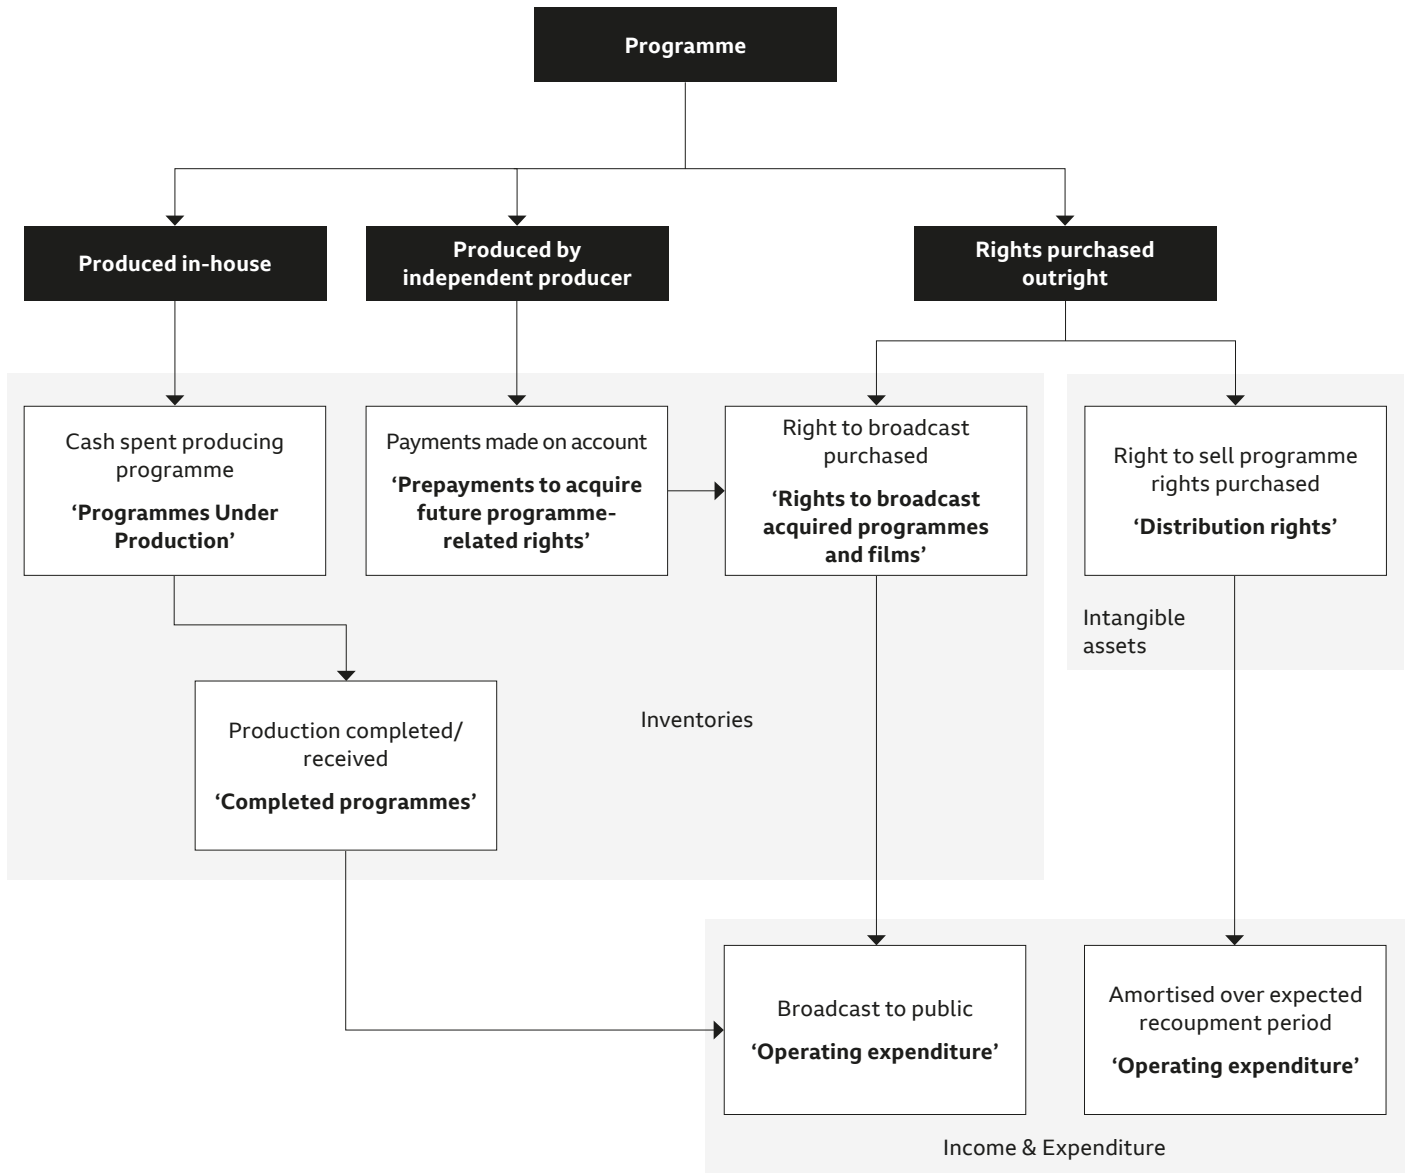 Programme
Produced in-house
Produced by
independent producer
Rights purchased
outright
Cash spent producing
programme
‘Programmes Under
Production’
Payments made on account
‘Prepayments to acquire
future programme-
related rights’
Right to broadcast
purchased
‘Rights to broadcast
acquired programmes
and films’
Right to sell programme
rights purchased
‘Distribution rights’
Intangible
assets
Production completed/
received
‘Completed programmes’
Inventories
Broadcast to public
‘Operating expenditure’
Amortised over expected
recoupment period
‘Operating expenditure’
Income & Expenditure